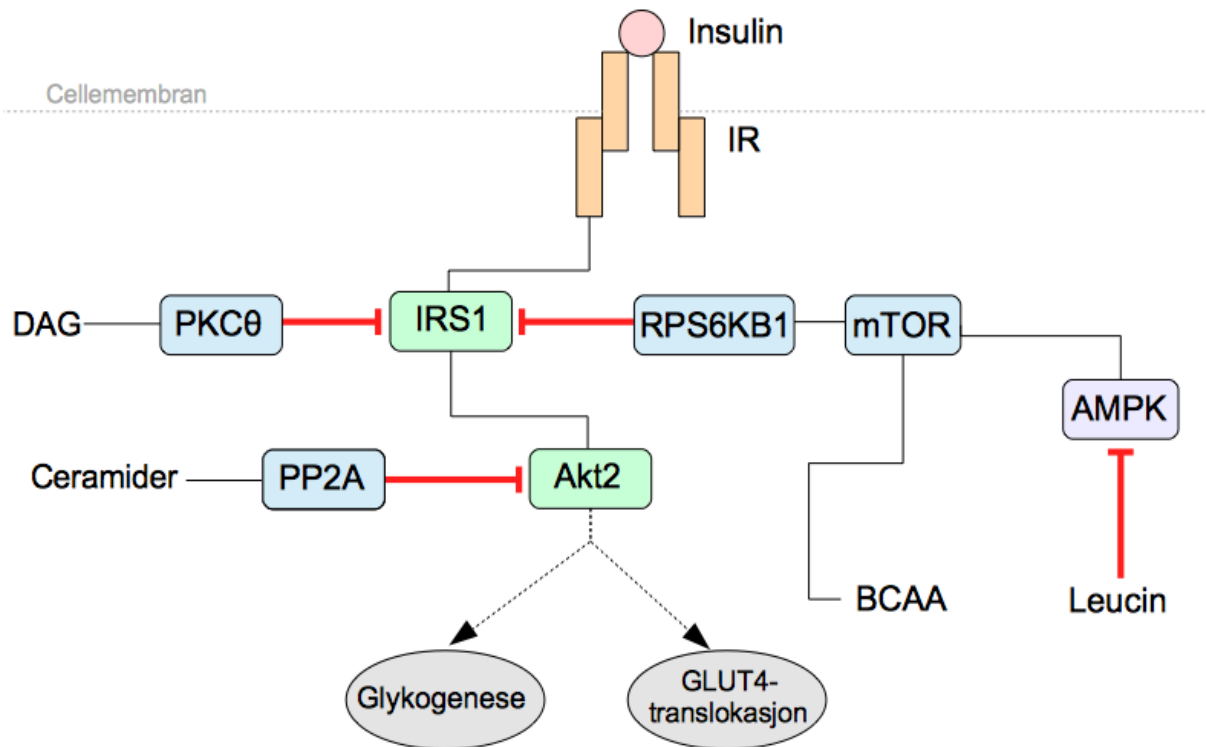 Insulin
Cellemembran
IR
DAG
PKCθ
IRS1
RPS6KB1
mTOR
AMPK
Ceramider
PP2A
Akt2
BCAA
Leucin
Glykogenese
GLUT4-
translokasjon